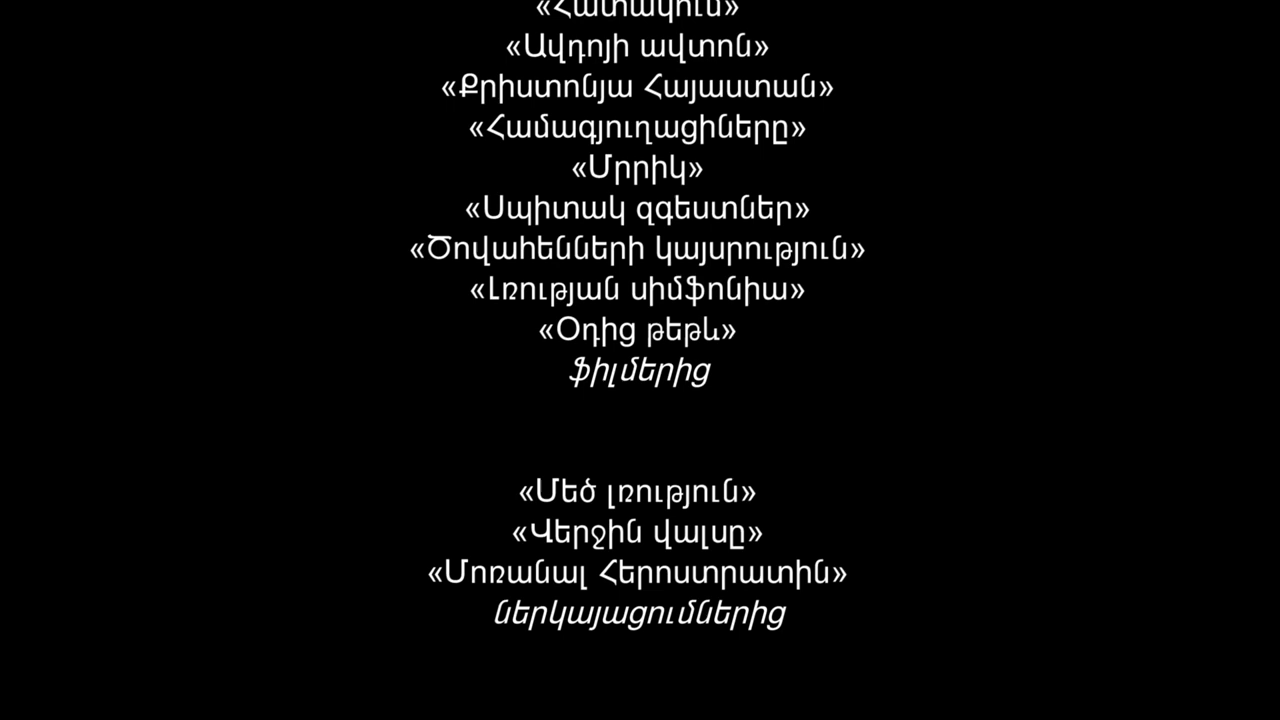 «Հատակում»
«Ավդոյի ավտոն»
«Քրիստոնյա Հայաստան»
«Համագյուղացիները»
«Մրրիկ»
«Սպիտակ զգեստներ»
«Ծովահենների կայսրություն»
«Լռության սիմֆոնիա»
«Օդից թեթև»
ֆիլմերից
«Մեծ լռություն»
«Վերջին վալսը»
«Մոռանալ Հերոստրատին»
ներկայացումներից